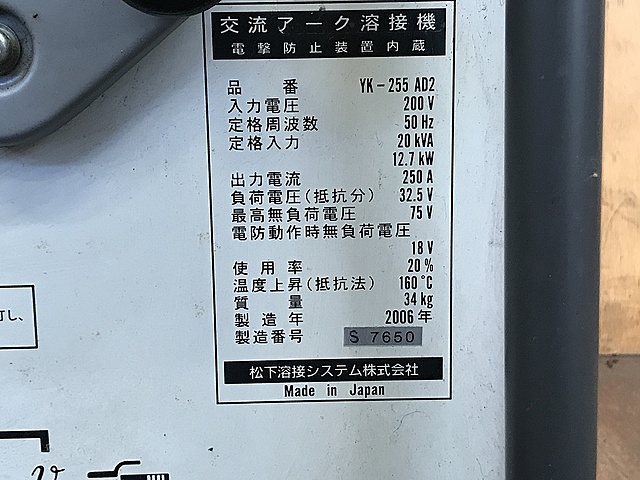 交流アーク溶接機
電撃防止装置内蔵
品番 YK-255 AD2
入力電圧 200 V
定格周波数 50 Hz
定格入力 20 kVA
12.7 kW
出力電流 250 A
負荷電圧(抵抗分) 32.5 V
最高無負荷電圧 75 V
電防動作時無負荷電圧
18 V
使用率 20 %
温度上昇(抵抗法) 160 °C
質量 34 kg
製造年 2006 年
製造番号 S 7650
松下溶接システム株式会社
Made in Japan